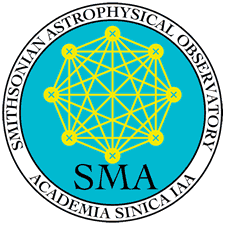 SMITHSONIAN ASTROPHYSICAL OBSERVATORY
SMA
ACADEMIA SINICA IAA